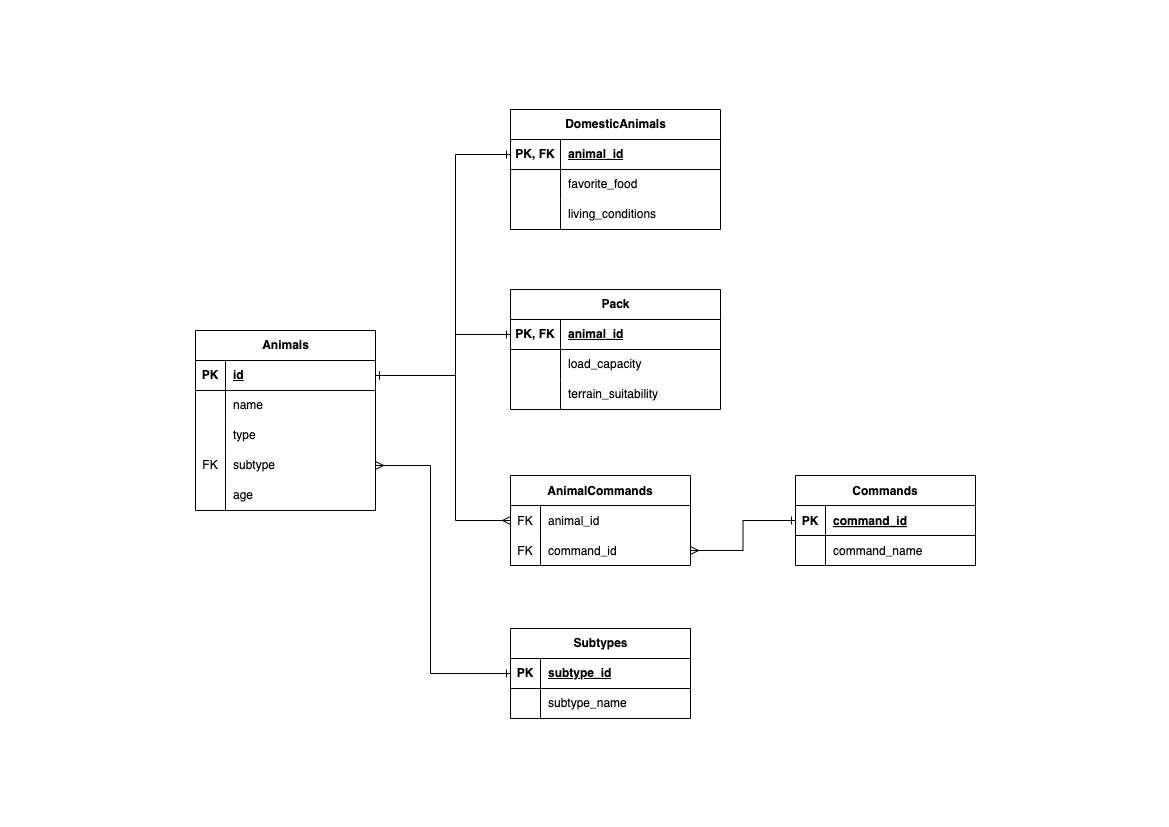 DomesticAnimals
PK, FK animal_id
favorite_food
living_conditions
Pack
PK, FK animal_id
load_capacity
terrain_suitability
Animals
PK id
name
type
FK subtype
age
AnimalCommands
FK animal_id
FK command_id
Commands
PK command_id
command_name
Subtypes
PK subtype_id
subtype_name